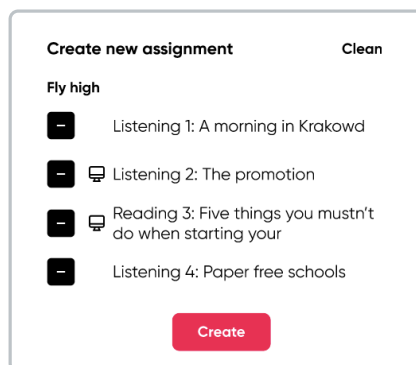 Create new assignment Clean
Fly high
Listening 1: A morning in Krakowd
Listening 2: The promotion
Reading 3: Five things you mustn't
do when starting your
Listening 4: Paper free schools
Create